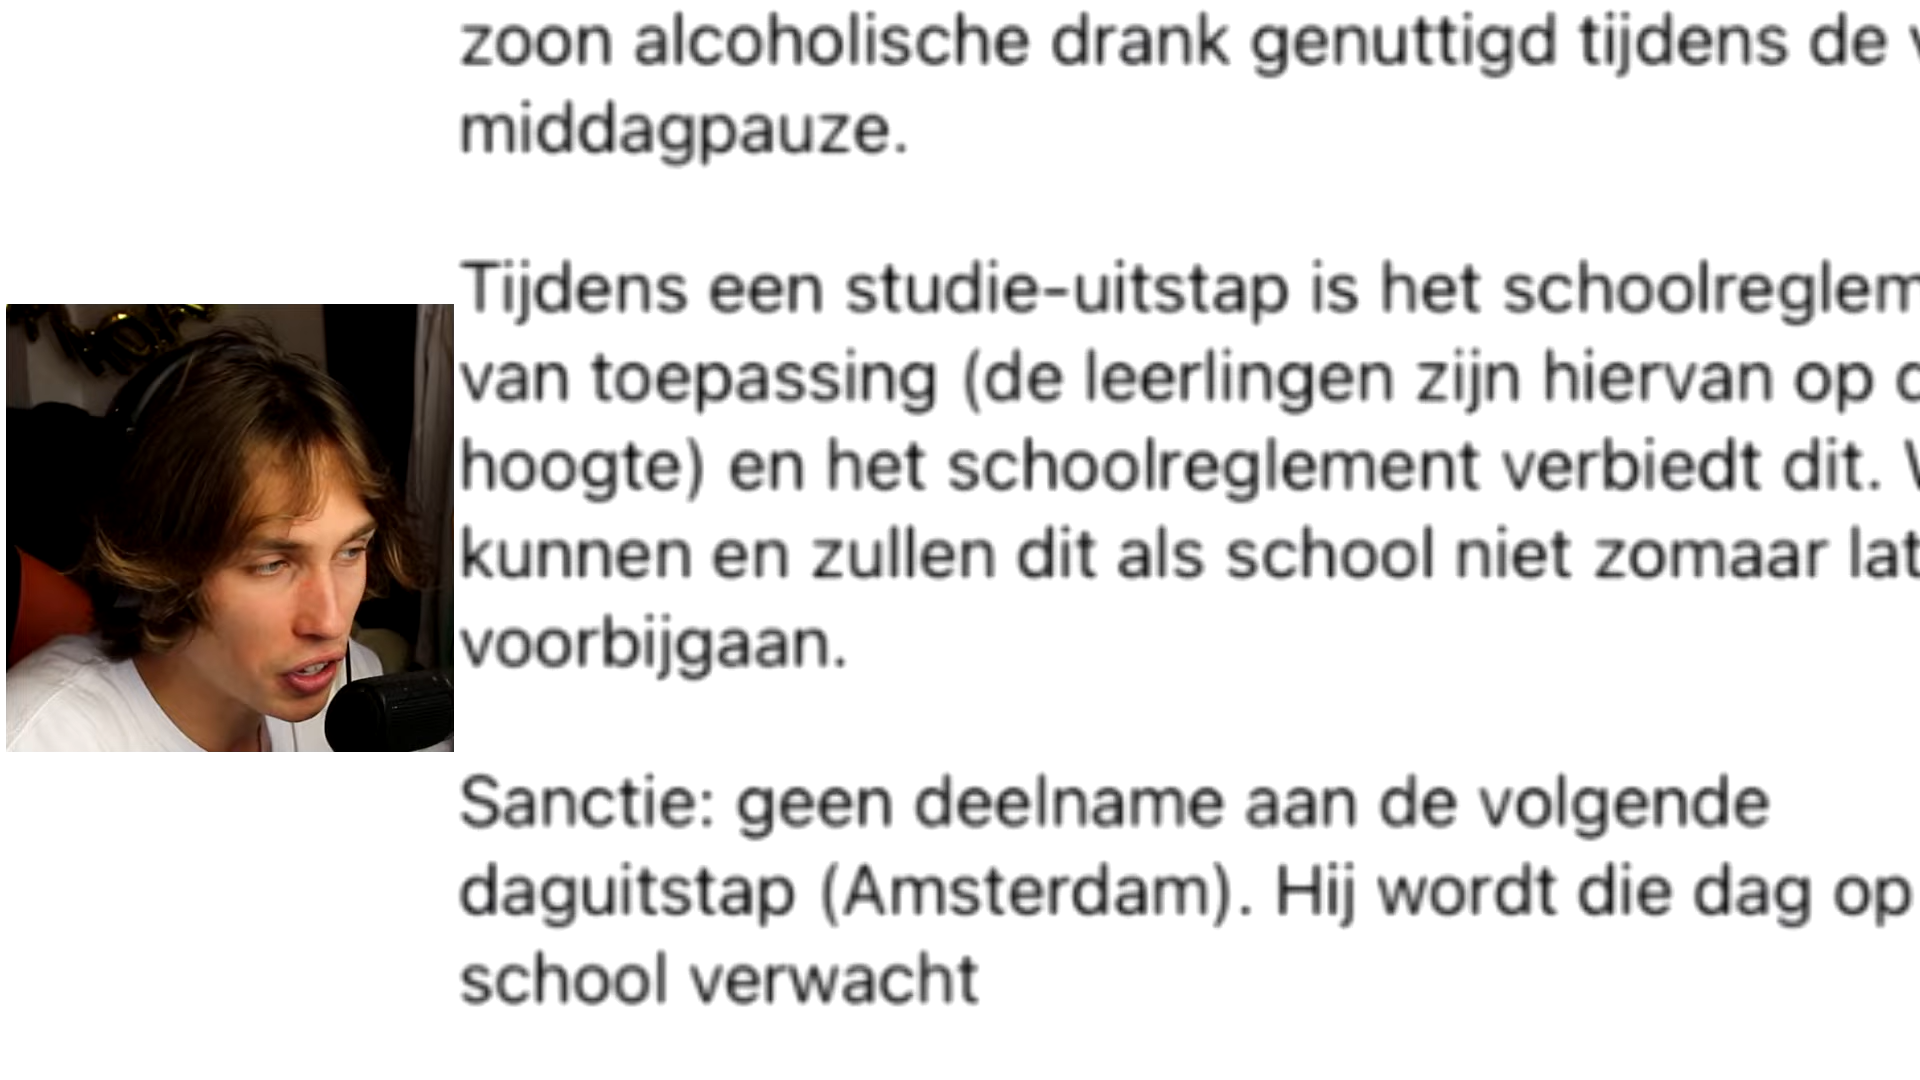 zoon alcoholische drank genuttigd tijdens de
middagpauze.
Tijdens een studie-uitstap is het
van toepassing (de leerlingen zijn hiervan op
hoogte) en het schoolreglement verbiedt dit.
kunnen en zullen dit als school niet zomaar
voorbijgaan.
Sanctie: geen deelname aan de volgende
daguitstap (Amsterdam). Hij wordt die dag op
school verwacht